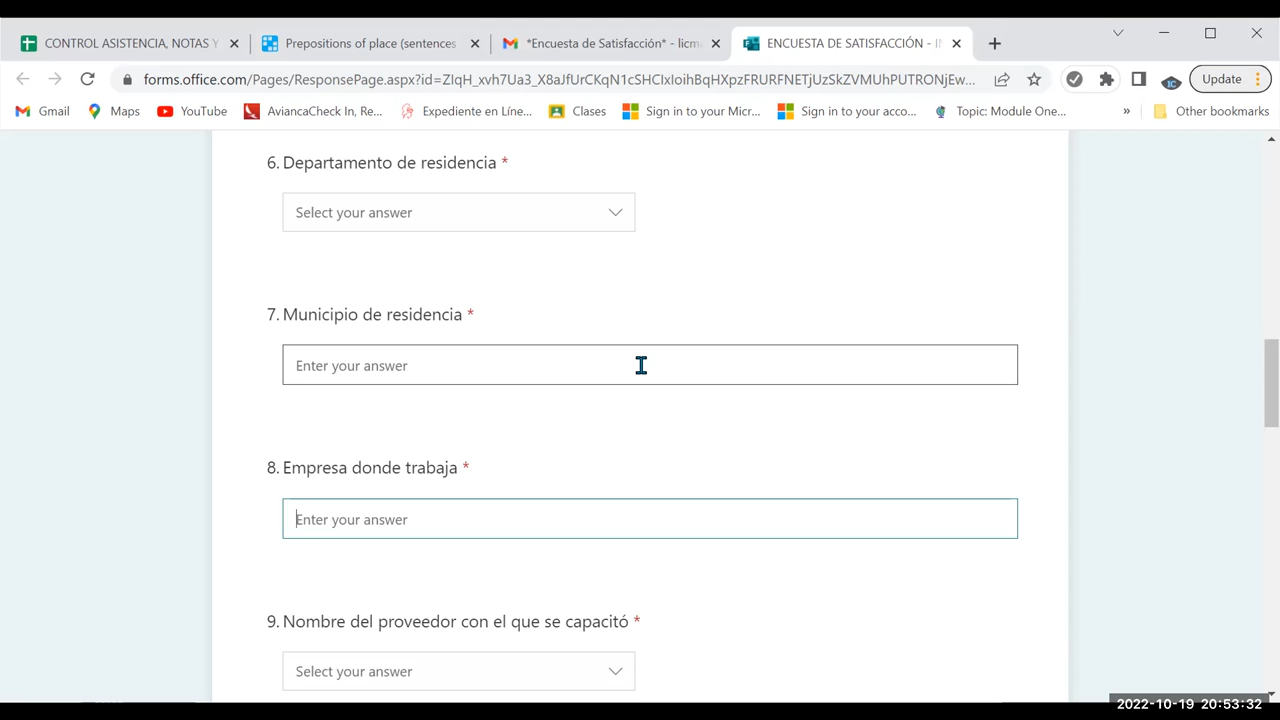 CONTROL ASISTENCIA, NOTAS Y
Prepositions of place (sentences
*Encuesta de Satisfacción* - licm
ENCUESTA DE SATISFACCIÓN - IN
forms.office.com/Pages/ResponsePage.aspx?id=ZIqH_xvh7Ua3_X8aJfUrCKqN1cSHCIxIoihBqHXpzFRURFNETjUzSkZVMUhPUTRONjEw...
Update
Gmail
Maps
YouTube
AviancaCheck In, Re...
Expediente en Líne...
Clases
Sign in to your Micr...
Sign in to your acco...
Topic: Module One...
»
Other bookmarks
6. Departamento de residencia *
Select your answer
7. Municipio de residencia *
Enter your answer
8. Empresa donde trabaja *
Enter your answer
9. Nombre del proveedor con el que se capacitó *
Select your answer
2022-10-19 20:53:32